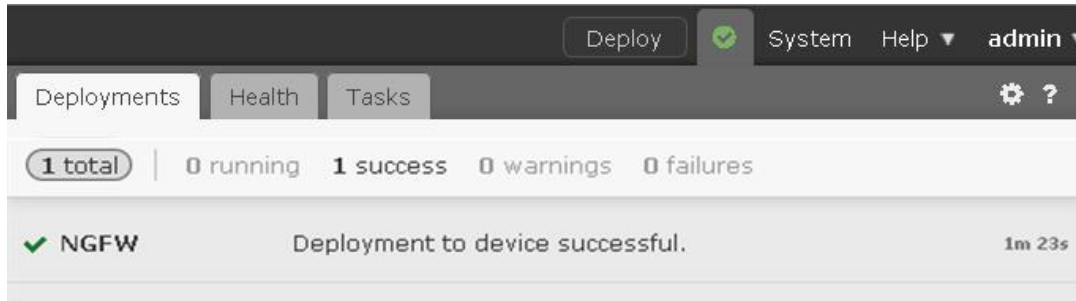 Deploy System Help admin
Deployments Health Tasks ?
1 total 0 running 1 success 0 warnings 0 failures
NGFW Deployment to device successful. 1m 23s